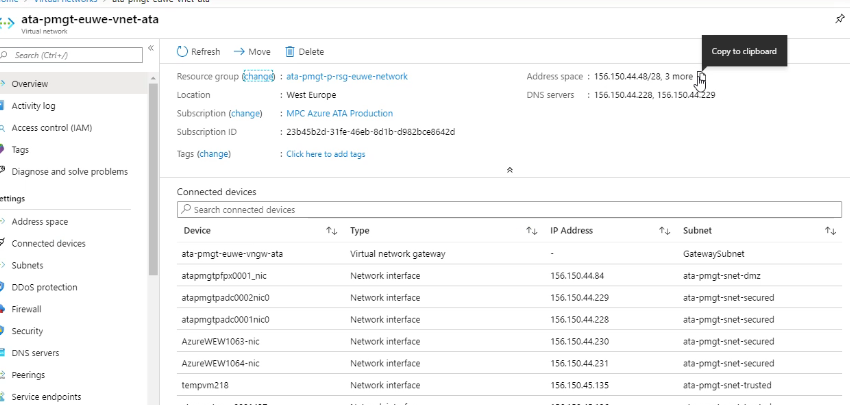 Home > Virtual networks > ata-pmgt-euwe-vnet-ata
ata-pmgt-euwe-vnet-ata
Virtual network
Search (Ctrl+/)
Overview
Activity log
Access control (IAM)
Tags
Diagnose and solve problems
ettings
Address space
Connected devices
Subnets
DDoS protection
Firewall
Security
DNS servers
Peerings
Service endpoints
Refresh Move Delete
Copy to clipboard
Resource group (change) : ata-pmgt-p-rsg-euwe-network
Location : West Europe
Subscription (change) : MPC Azure ATA Production
Subscription ID : 23b45b2d-31fe-46eb-8d1b-d982bce8642d
Tags (change) : Click here to add tags
Address space : 156.150.44.48/28, 3 more
DNS servers : 156.150.44.228, 156.150.44.229
Connected devices
Search connected devices
Device Type IP Address Subnet
ata-pmgt-euwe-vngw-ata Virtual network gateway - GatewaySubnet
atapmgtpfpx0001_nic Network interface 156.150.44.84 ata-pmgt-snet-dmz
atapmgtpadc0002nic0 Network interface 156.150.44.229 ata-pmgt-snet-secured
atapmgtpadc0001nic0 Network interface 156.150.44.228 ata-pmgt-snet-secured
AzureWEW1063-nic Network interface 156.150.44.230 ata-pmgt-snet-secured
AzureWEW1064-nic Network interface 156.150.44.231 ata-pmgt-snet-secured
tempvm218 Network interface 156.150.45.135 ata-pmgt-snet-trusted